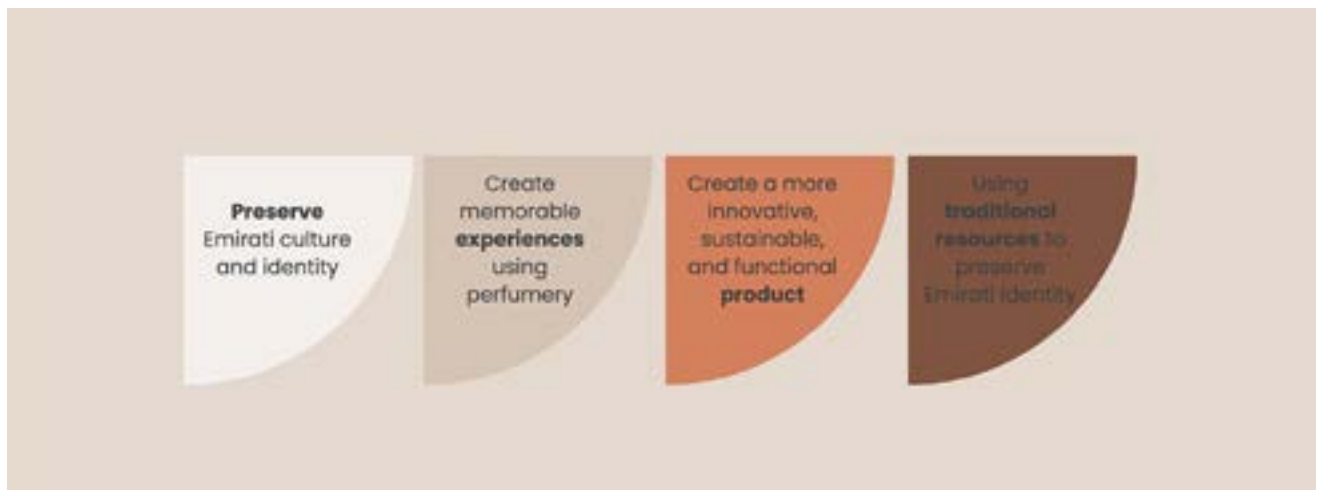 Preserve
Emirati culture
and identity
Create
memorable
experiences
using
perfumery
Create a more
innovative,
sustainable,
and functional
product
Using
traditional
resources to
preserve
Emirati identity